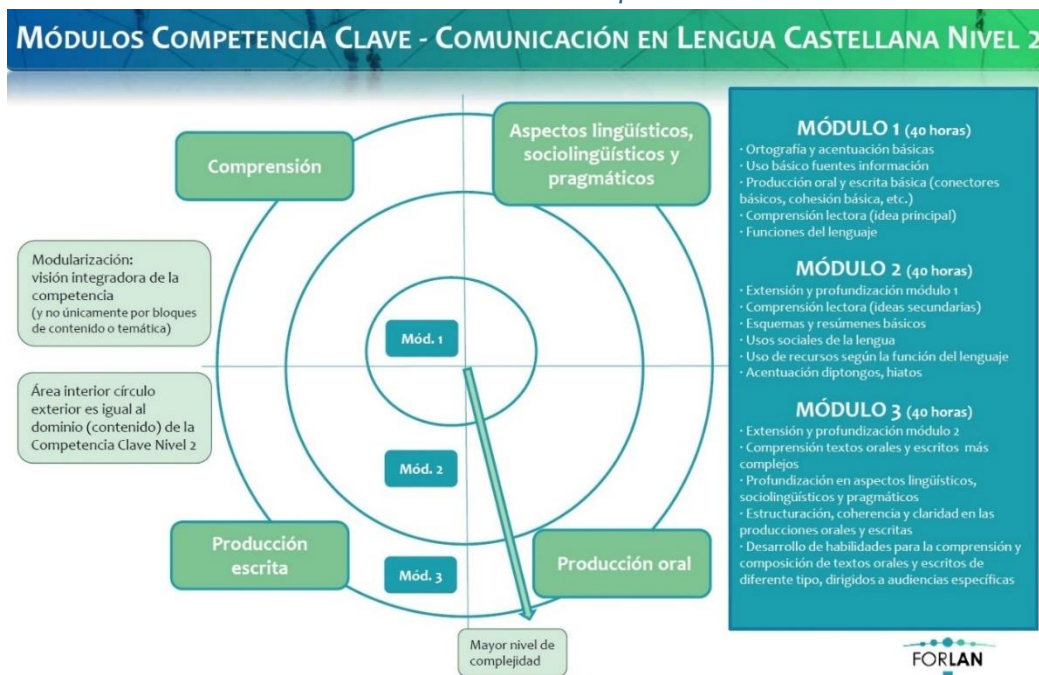 MÓDULOS COMPETENCIA CLAVE - COMUNICACIÓN EN LENGUA CASTELLANA NIVEL 2
Comprensión
Aspectos lingüísticos,
sociolingüísticos y
pragmáticos
Modularización:
visión integradora de la
competencia
(y no únicamente por bloques
de contenido o temática)
Área interior círculo
exterior es igual al
dominio (contenido) de la
Competencia Clave Nivel 2
Mód. 1
Mód. 2
Mód. 3
Producción
escrita
Producción oral
Mayor nivel de
complejidad
MÓDULO 1 (40 horas)
· Ortografía y acentuación básicas
· Uso básico fuentes información
· Producción oral y escrita básica (conectores
básicos, cohesión básica, etc.)
· Comprensión lectora (idea principal)
· Funciones del lenguaje
MÓDULO 2 (40 horas)
· Extensión y profundización módulo 1
· Comprensión lectora (ideas secundarias)
· Esquemas y resúmenes básicos
· Usos sociales de la lengua
· Uso de recursos según la función del lenguaje
· Acentuación diptongos, hiatos
MÓDULO 3 (40 horas)
· Extensión y profundización módulo 2
· Comprensión textos orales y escritos más
complejos
· Profundización en aspectos lingüísticos,
sociolingüísticos y pragmáticos
· Estructuración, coherencia y claridad en las
producciones orales y escritas
· Desarrollo de habilidades para la comprensión y
composición de textos orales y escritos de
diferente tipo, dirigidos a audiencias específicas
FORLAN